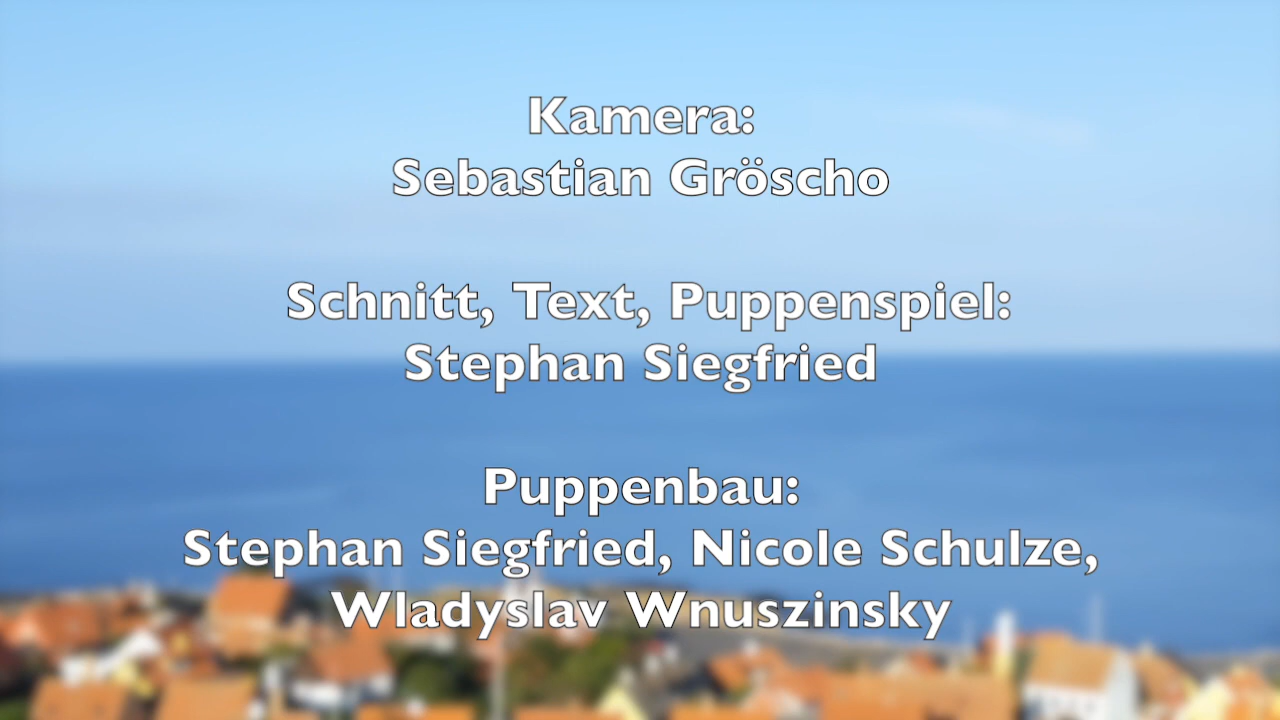 Kamera:
Sebastian Gröscho
Schnitt, Text, Puppenspiel:
Stephan Siegfried
Puppenbau:
Stephan Siegfried, Nicole Schulze,
Wladyslav Wnuszinsky